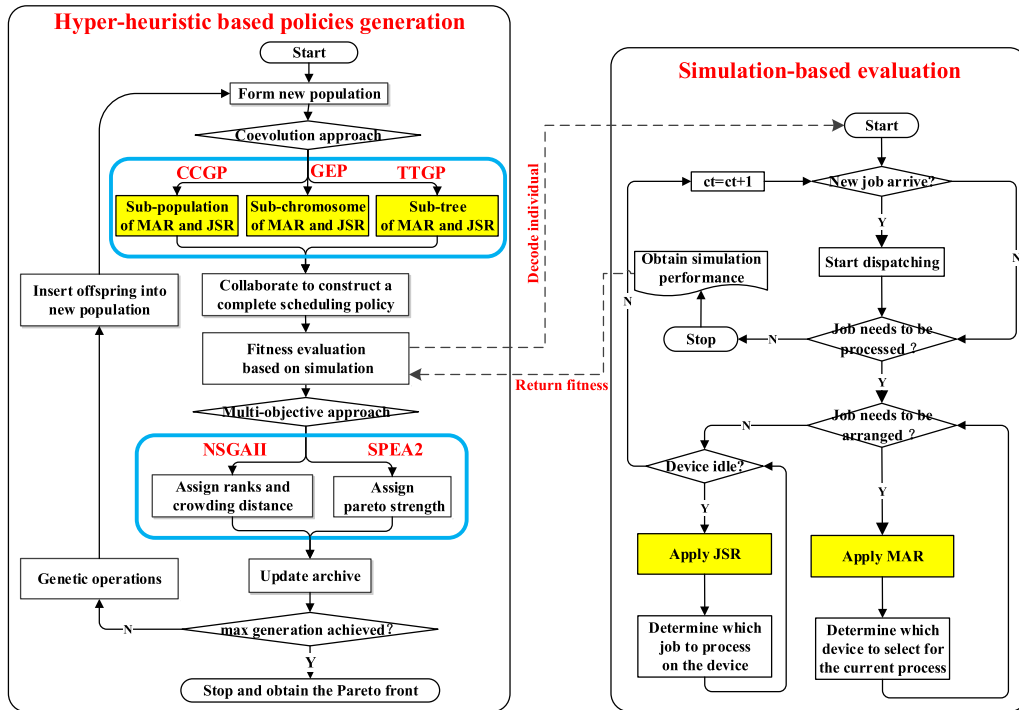 Hyper-heuristic based policies generation
Start
Form new population
Coevolution approach
CCGP
GEP
TTGP
Sub-population
of MAR and JSR
Sub-chromosome
of MAR and JSR
Sub-tree
of MAR and JSR
Insert offspring into
new population
Collaborate to construct a
complete scheduling policy
Fitness evaluation
based on simulation
Multi-objective approach
NSGAII
SPEA2
Assign ranks and
crowding distance
Assign
pareto strength
Genetic operations
Update archive
max generation achieved?
N
Y
Stop and obtain the Pareto front
Decode individual
Return fitness
Simulation-based evaluation
Start
ct=ct+1
New job arrive?
Y
N
Obtain simulation
performance
Start dispatching
N
Stop
N
Job needs to be
processed ?
Y
Job needs to be
arranged ?
N
Device idle?
Y
Y
Apply JSR
Apply MAR
Determine which
job to process
on the device
Determine which
device to select for
the current process